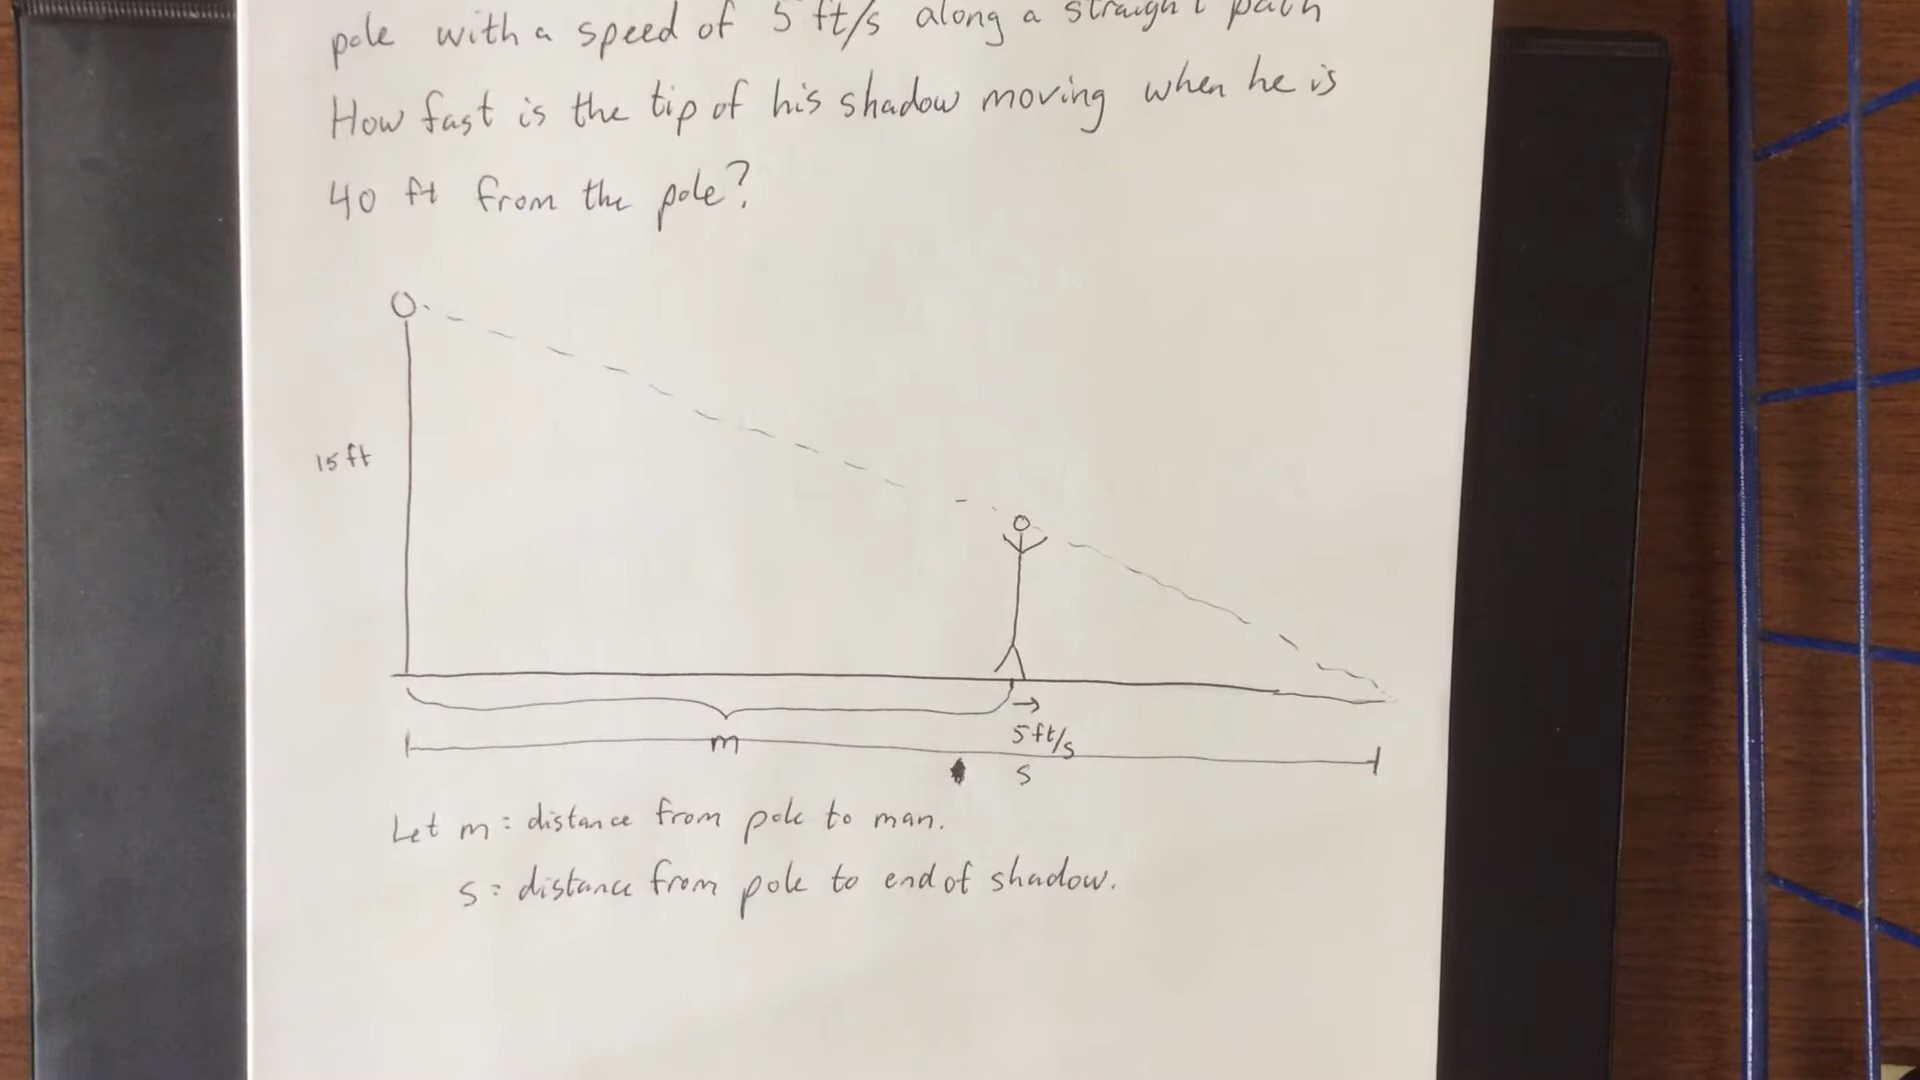 pole with a speed of 5 ft/s along a straight path
How fast is the tip of his shadow moving when he is
40 ft from the pole?
15 ft
5 ft/s
m
s
Let m = distance from pole to man.
s = distance from pole to end of shadow.